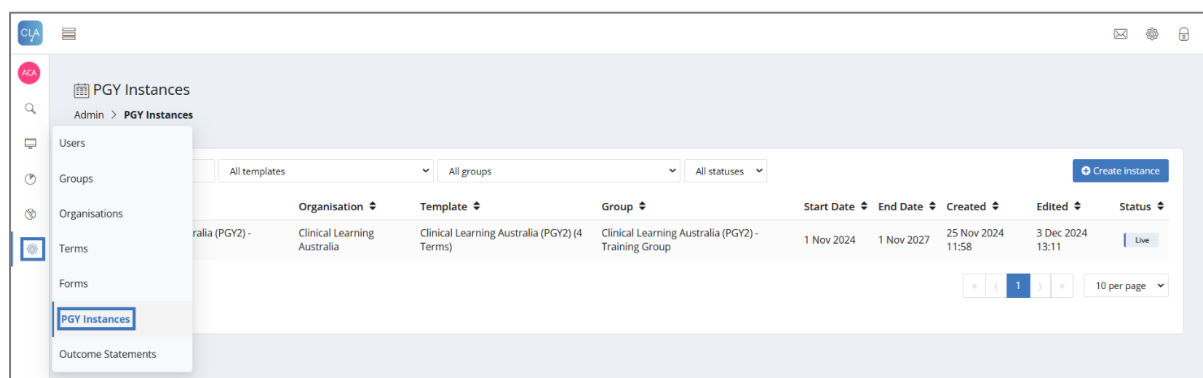 CLA
ACA
PGY Instances
Admin > PGY Instances
Users
Groups
Organisations
Terms
Forms
PGY Instances
Outcome Statements
All templates
All groups
All statuses
Create instance
Organisation
Template
Group
Start Date
End Date
Created
Edited
Status
ralia (PGY2) -
Clinical Learning
Australia
Clinical Learning Australia (PGY2) (4
Terms)
Clinical Learning Australia (PGY2) -
Training Group
1 Nov 2024
1 Nov 2027
25 Nov 2024
11:58
3 Dec 2024
13:11
Live
« ⟨ 1 ⟩ »
10 per page